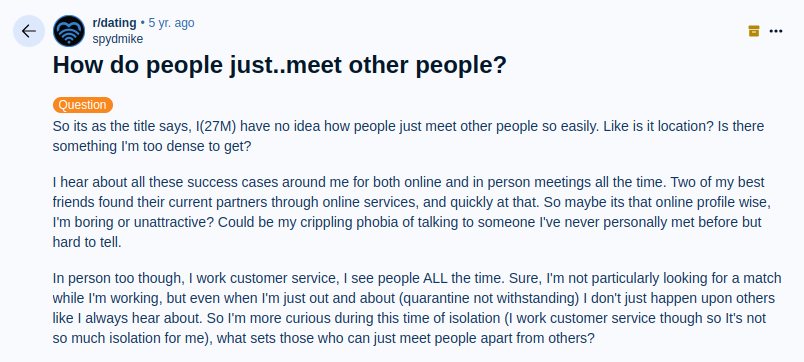 r/dating • 5 yr. ago
spydmike
How do people just..meet other people?
Question
So its as the title says, I(27M) have no idea how people just meet other people so easily. Like is it location? Is there
something I'm too dense to get?
I hear about all these success cases around me for both online and in person meetings all the time. Two of my best
friends found their current partners through online services, and quickly at that. So maybe its that online profile wise,
I'm boring or unattractive? Could be my crippling phobia of talking to someone I've never personally met before but
hard to tell.
In person too though, I work customer service, I see people ALL the time. Sure, I'm not particularly looking for a match
while I'm working, but even when I'm just out and about (quarantine not withstanding) I don't just happen upon others
like I always hear about. So I'm more curious during this time of isolation (I work customer service though so It's not
so much isolation for me), what sets those who can just meet people apart from others?